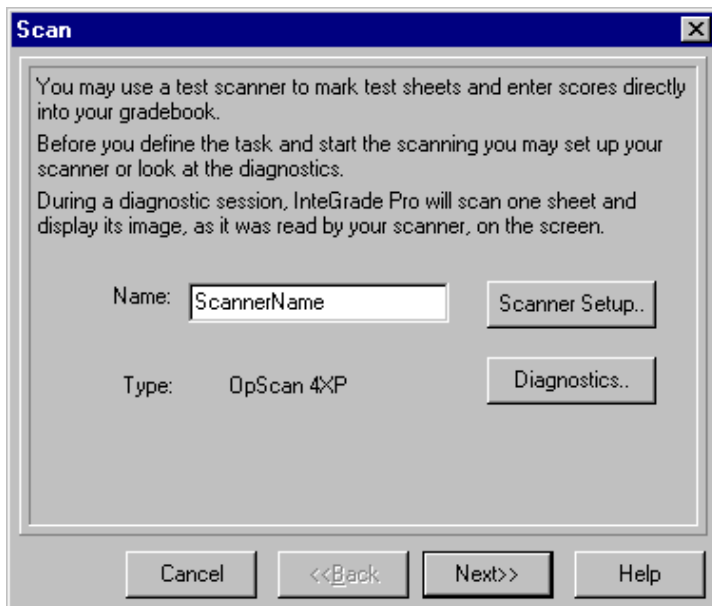 Scan
You may use a test scanner to mark test sheets and enter scores directly
into your gradebook.
Before you define the task and start the scanning you may set up your
scanner or look at the diagnostics.
During a diagnostic session, InteGrade Pro will scan one sheet and
display its image, as it was read by your scanner, on the screen.
Name: ScannerName Scanner Setup..
Type: OpScan 4XP Diagnostics..
Cancel <<Back Next>> Help